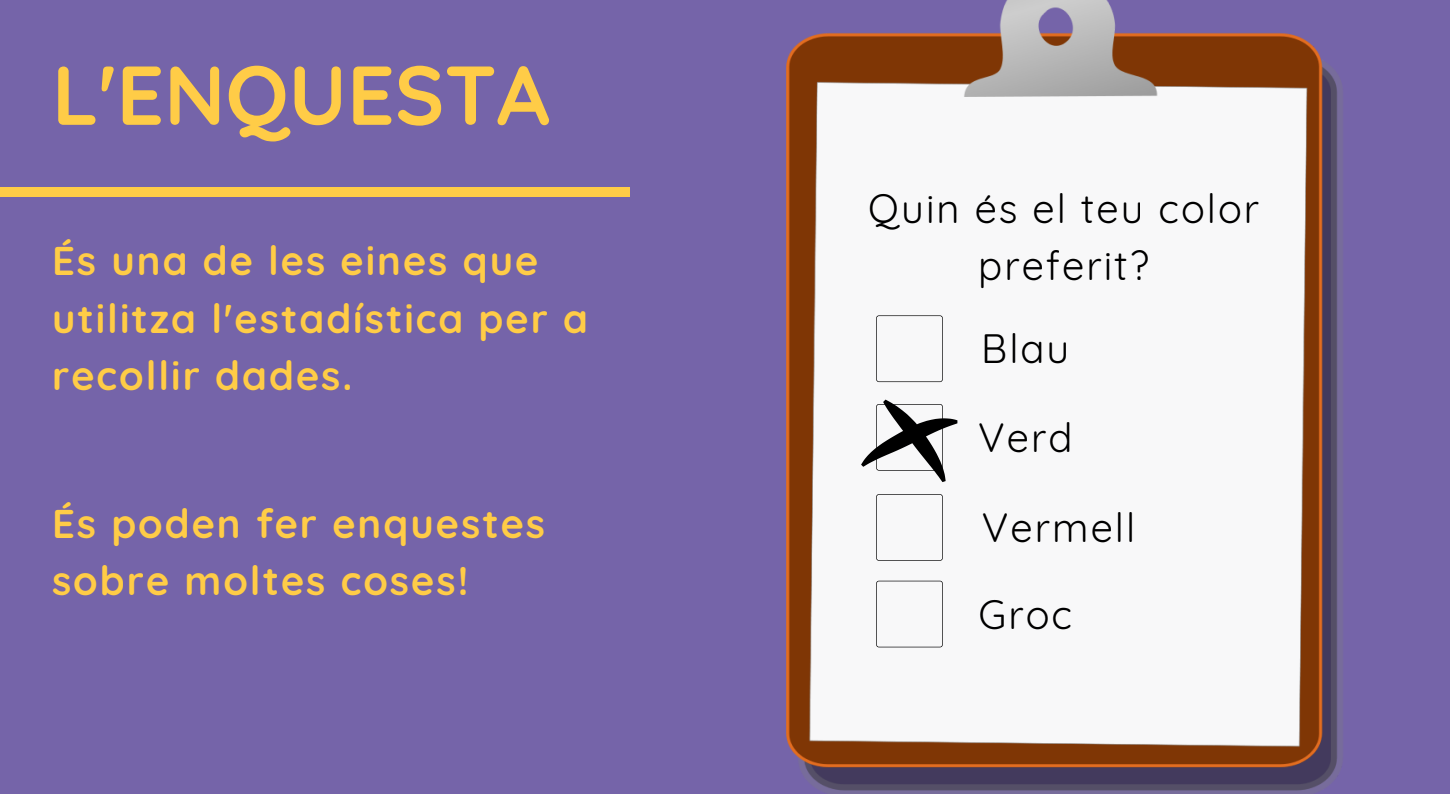 L'ENQUESTA
És una de les eines que
utilitza l'estadística per a
recollir dades.
És poden fer enquestes
sobre moltes coses!
Quin és el teu color
preferit?
Blau
Verd
Vermell
Groc